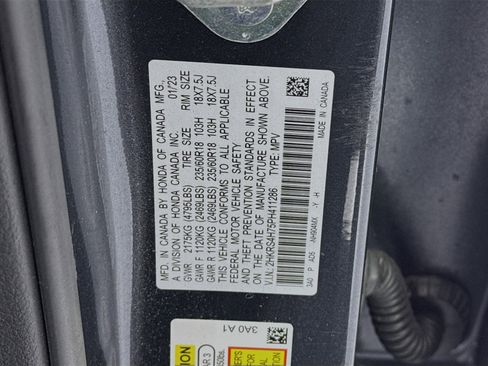 MFD. IN CANADA BY HONDA OF CANADA MFG.,
A DIVISION OF HONDA CANADA INC. 01/23
GVWR 2175KG (4795LBS) TIRE SIZE RIM SIZE
GAWR F 1120KG (2469LBS) 235/60R18 103H 18X7.5J
GAWR R 1120KG (2469LBS) 235/60R18 103H 18X7.5J
THIS VEHICLE CONFORMS TO ALL APPLICABLE
FEDERAL MOTOR VEHICLE SAFETY
AND THEFT PREVENTION STANDARDS IN EFFECT
ON THE DATE OF MANUFACTURE SHOWN ABOVE.
V.I.N.: 2HKRS4H75PH411286 TYPE: MPV
3A0 P AD5 -NH904MX -Y -H
MADE IN CANADA
3A0 A1